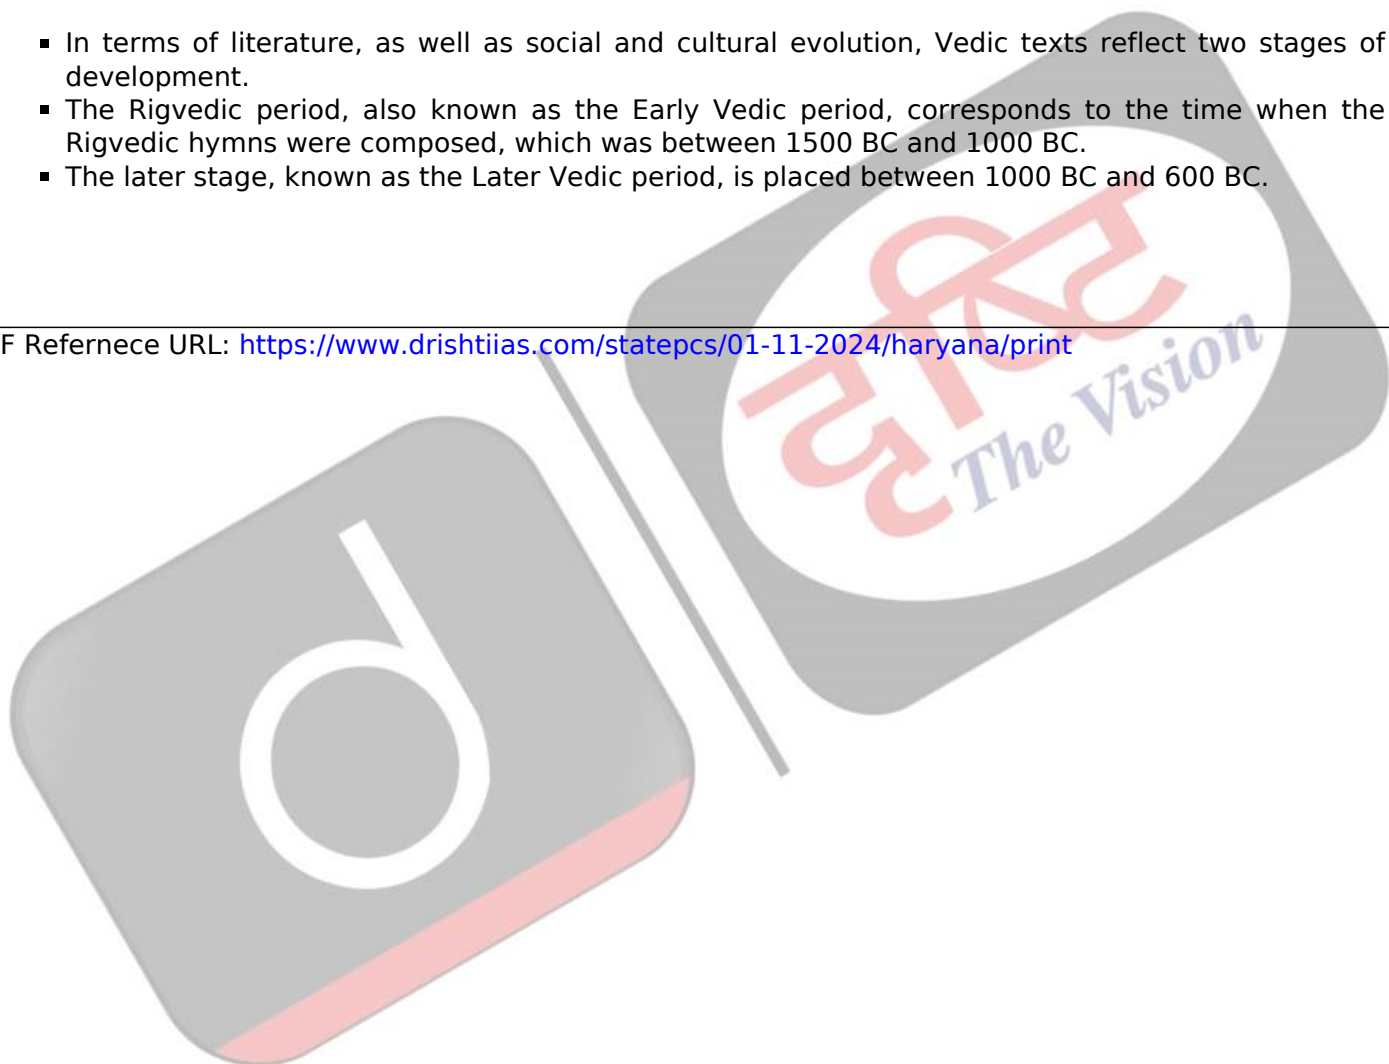 ▪ In terms of literature, as well as social and cultural evolution, Vedic texts reflect two stages of
development.
▪ The Rigvedic period, also known as the Early Vedic period, corresponds to the time when the
Rigvedic hymns were composed, which was between 1500 BC and 1000 BC.
▪ The later stage, known as the Later Vedic period, is placed between 1000 BC and 600 BC.
F Refernece URL: https://www.drishtiias.com/statepcs/01-11-2024/haryana/print
दृष्टि
The Vision
d